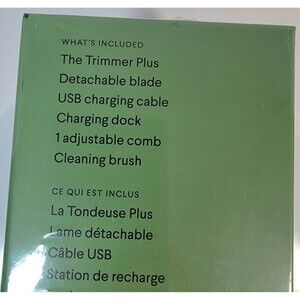 WHAT'S INCLUDED
The Trimmer Plus
Detachable blade
USB charging cable
Charging dock
1 adjustable comb
Cleaning brush
CE QUI EST INCLUS
La Tondeuse Plus
Lame détachable
Câble USB
Station de recharge